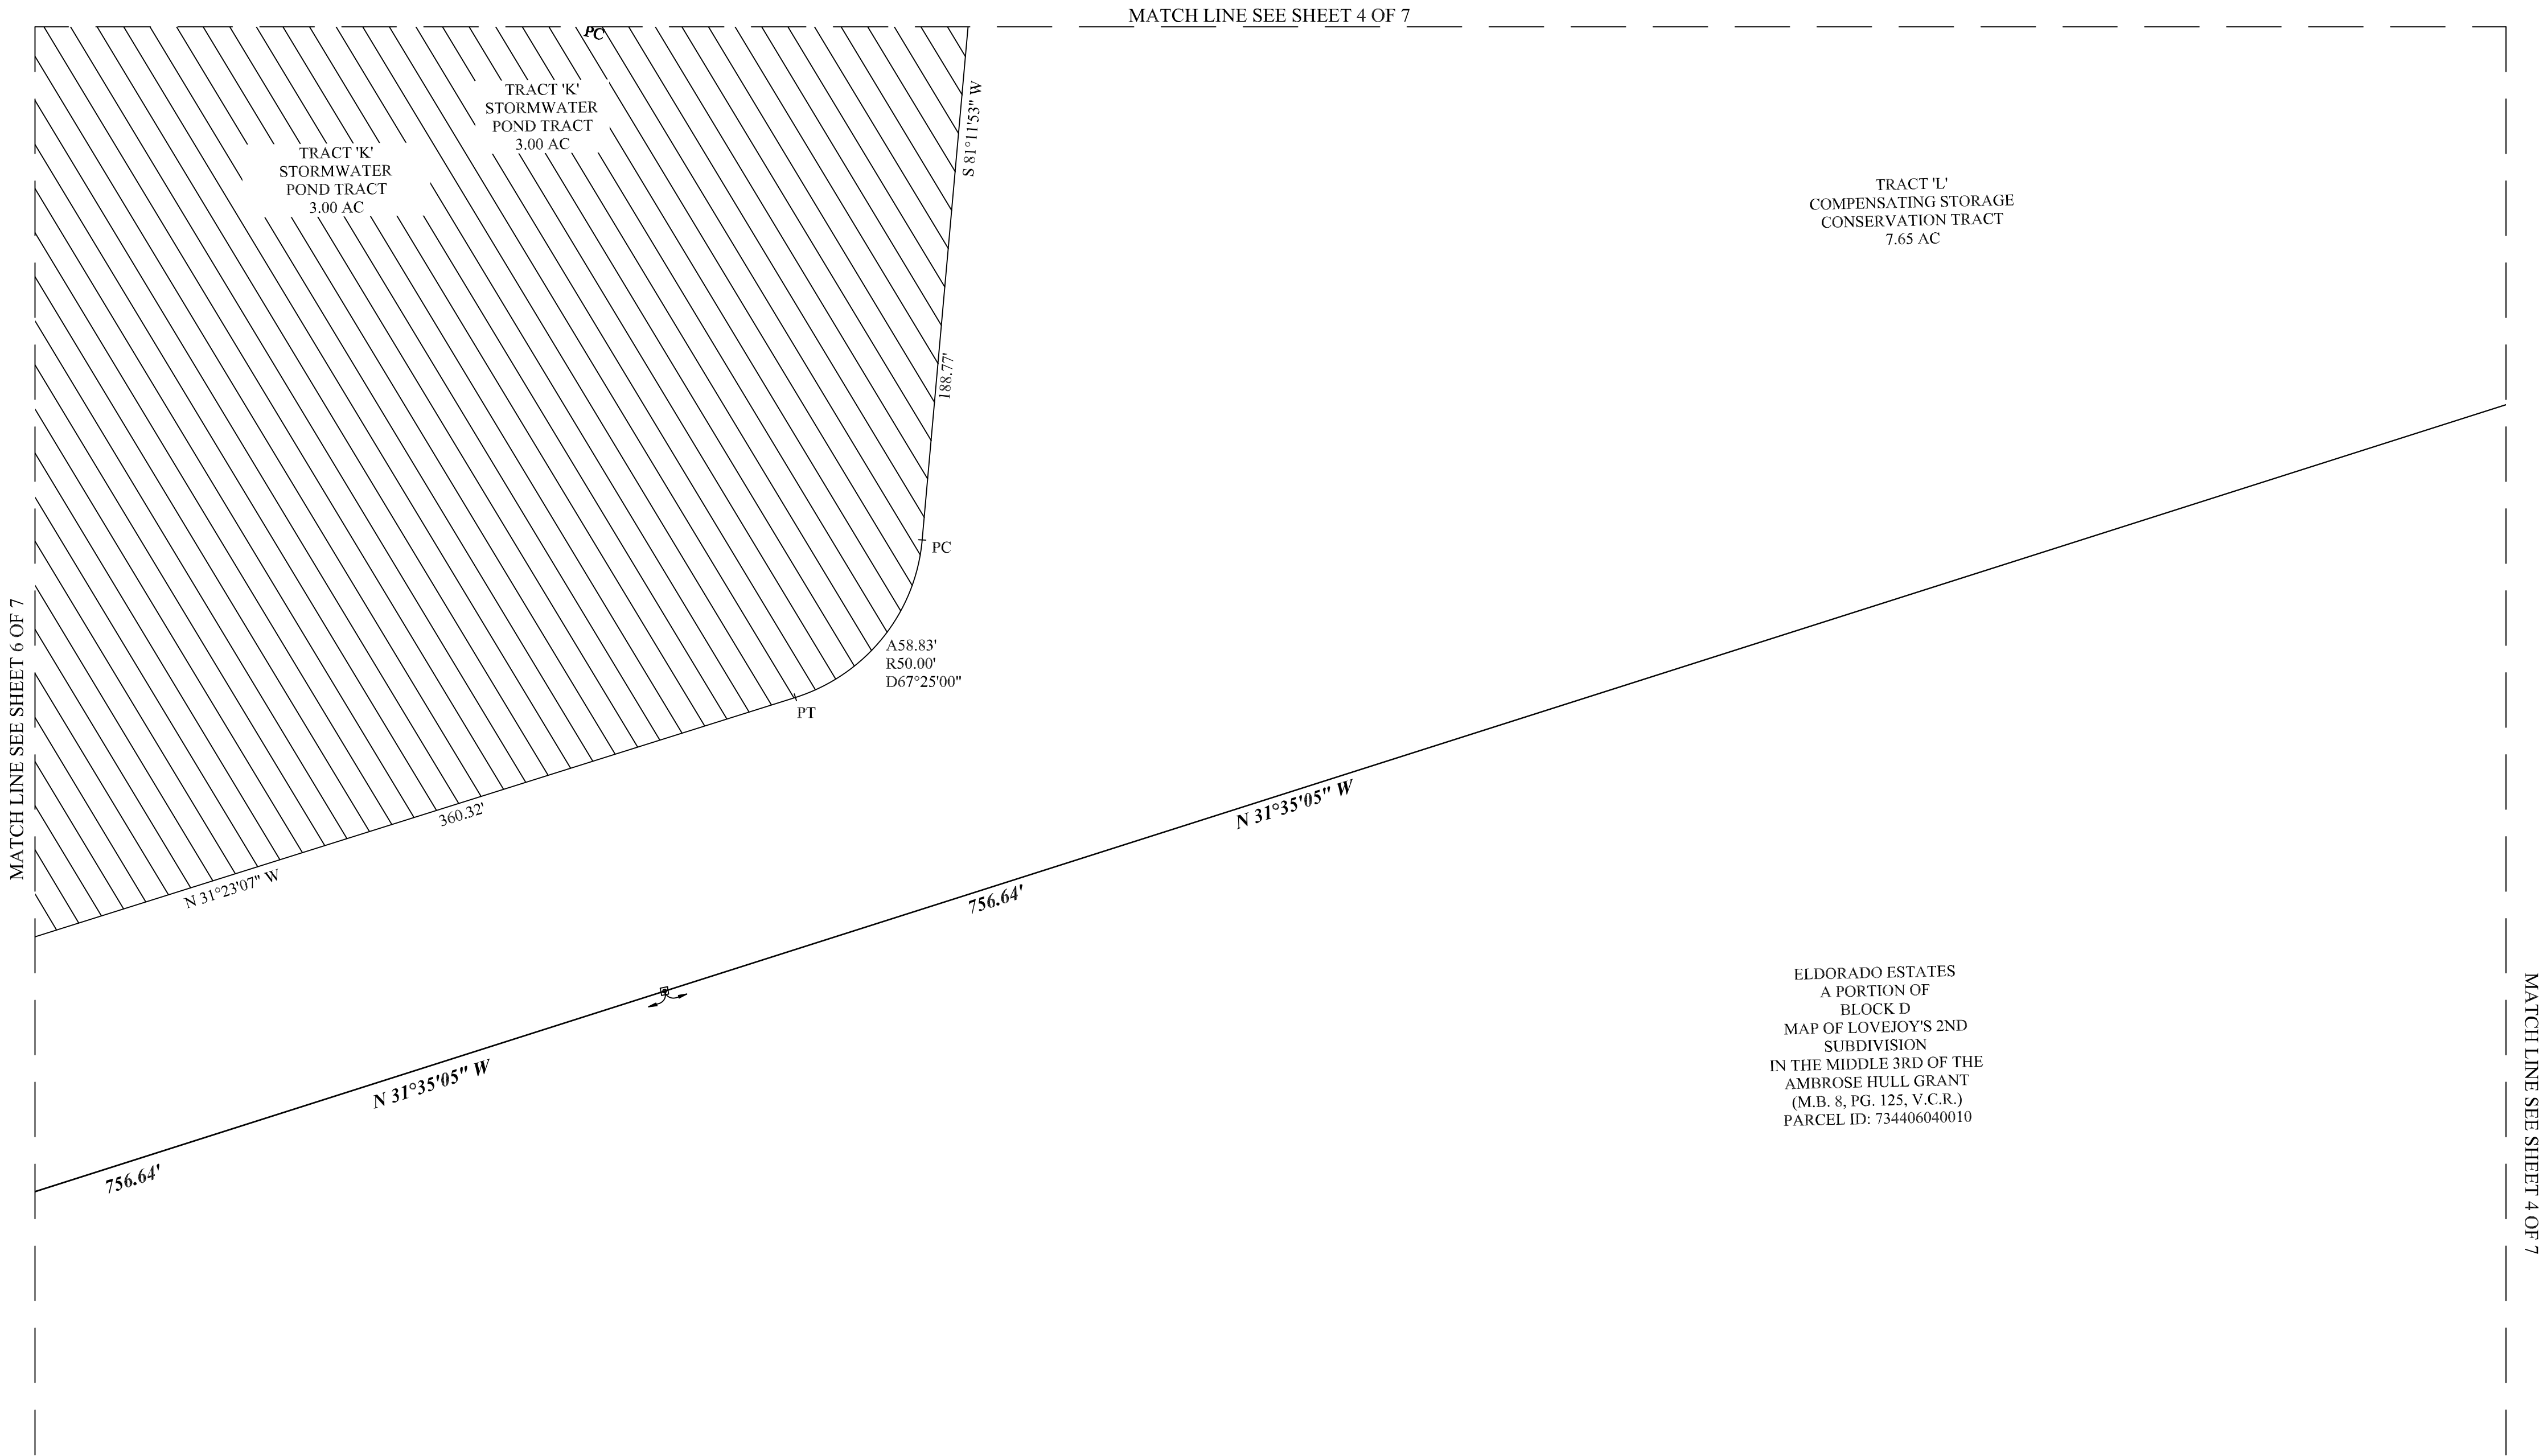 MATCH LINE SEE SHEET 4 OF 7
PC
TRACT 'K'
STORMWATER
POND TRACT
3.00 AC
TRACT 'K'
STORMWATER
POND TRACT
3.00 AC
S 81°11'53" W
188.77'
TRACT 'L'
COMPENSATING STORAGE
CONSERVATION TRACT
7.65 AC
PC
A58.83'
R50.00'
D67°25'00"
PT
MATCH LINE SEE SHEET 6 OF 7
360.32'
N 31°23'07" W
N 31°35'05" W
756.64'
N 31°35'05" W
756.64'
ELDORADO ESTATES
A PORTION OF
BLOCK D
MAP OF LOVEJOY'S 2ND
SUBDIVISION
IN THE MIDDLE 3RD OF THE
AMBROSE HULL GRANT
(M.B. 8, PG. 125, V.C.R.)
PARCEL ID: 734406040010
MATCH LINE SEE SHEET 4 OF 7